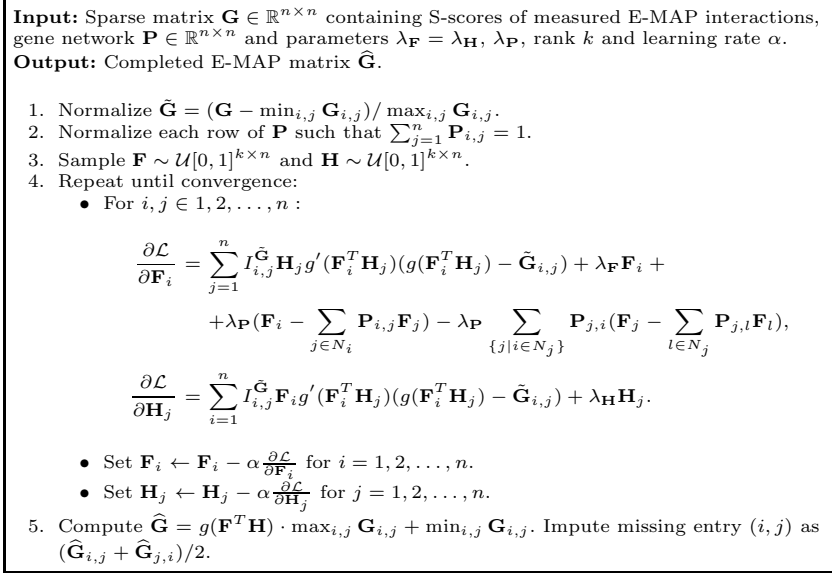 Input: Sparse matrix G ∈ ℝ^{n×n} containing S-scores of measured E-MAP interactions,
gene network P ∈ ℝ^{n×n} and parameters λ_F = λ_H, λ_P, rank k and learning rate α.
Output: Completed E-MAP matrix Ĝ.
1. Normalize G̃ = (G − min_{i,j} G_{i,j})/ max_{i,j} G_{i,j}.
2. Normalize each row of P such that ∑_{j=1}^{n} P_{i,j} = 1.
3. Sample F ∼ 𝒰[0, 1]^{k×n} and H ∼ 𝒰[0, 1]^{k×n}.
4. Repeat until convergence:
• For i, j ∈ 1, 2, . . . , n :
∂ℒ/∂F_i = ∑_{j=1}^{n} I_{i,j}^{G̃} H_j g′(F_i^T H_j)(g(F_i^T H_j) − G̃_{i,j}) + λ_F F_i +
+λ_P(F_i − ∑_{j∈N_i} P_{i,j}F_j) − λ_P ∑_{{j|i∈N_j}} P_{j,i}(F_j − ∑_{l∈N_j} P_{j,l}F_l),
∂ℒ/∂H_j = ∑_{i=1}^{n} I_{i,j}^{G̃} F_i g′(F_i^T H_j)(g(F_i^T H_j) − G̃_{i,j}) + λ_H H_j.
• Set F_i ← F_i − α ∂ℒ/∂F_i for i = 1, 2, . . . , n.
• Set H_j ← H_j − α ∂ℒ/∂H_j for j = 1, 2, . . . , n.
5. Compute Ĝ = g(F^T H) · max_{i,j} G_{i,j} + min_{i,j} G_{i,j}. Impute missing entry (i, j) as
(Ĝ_{i,j} + Ĝ_{j,i})/2.